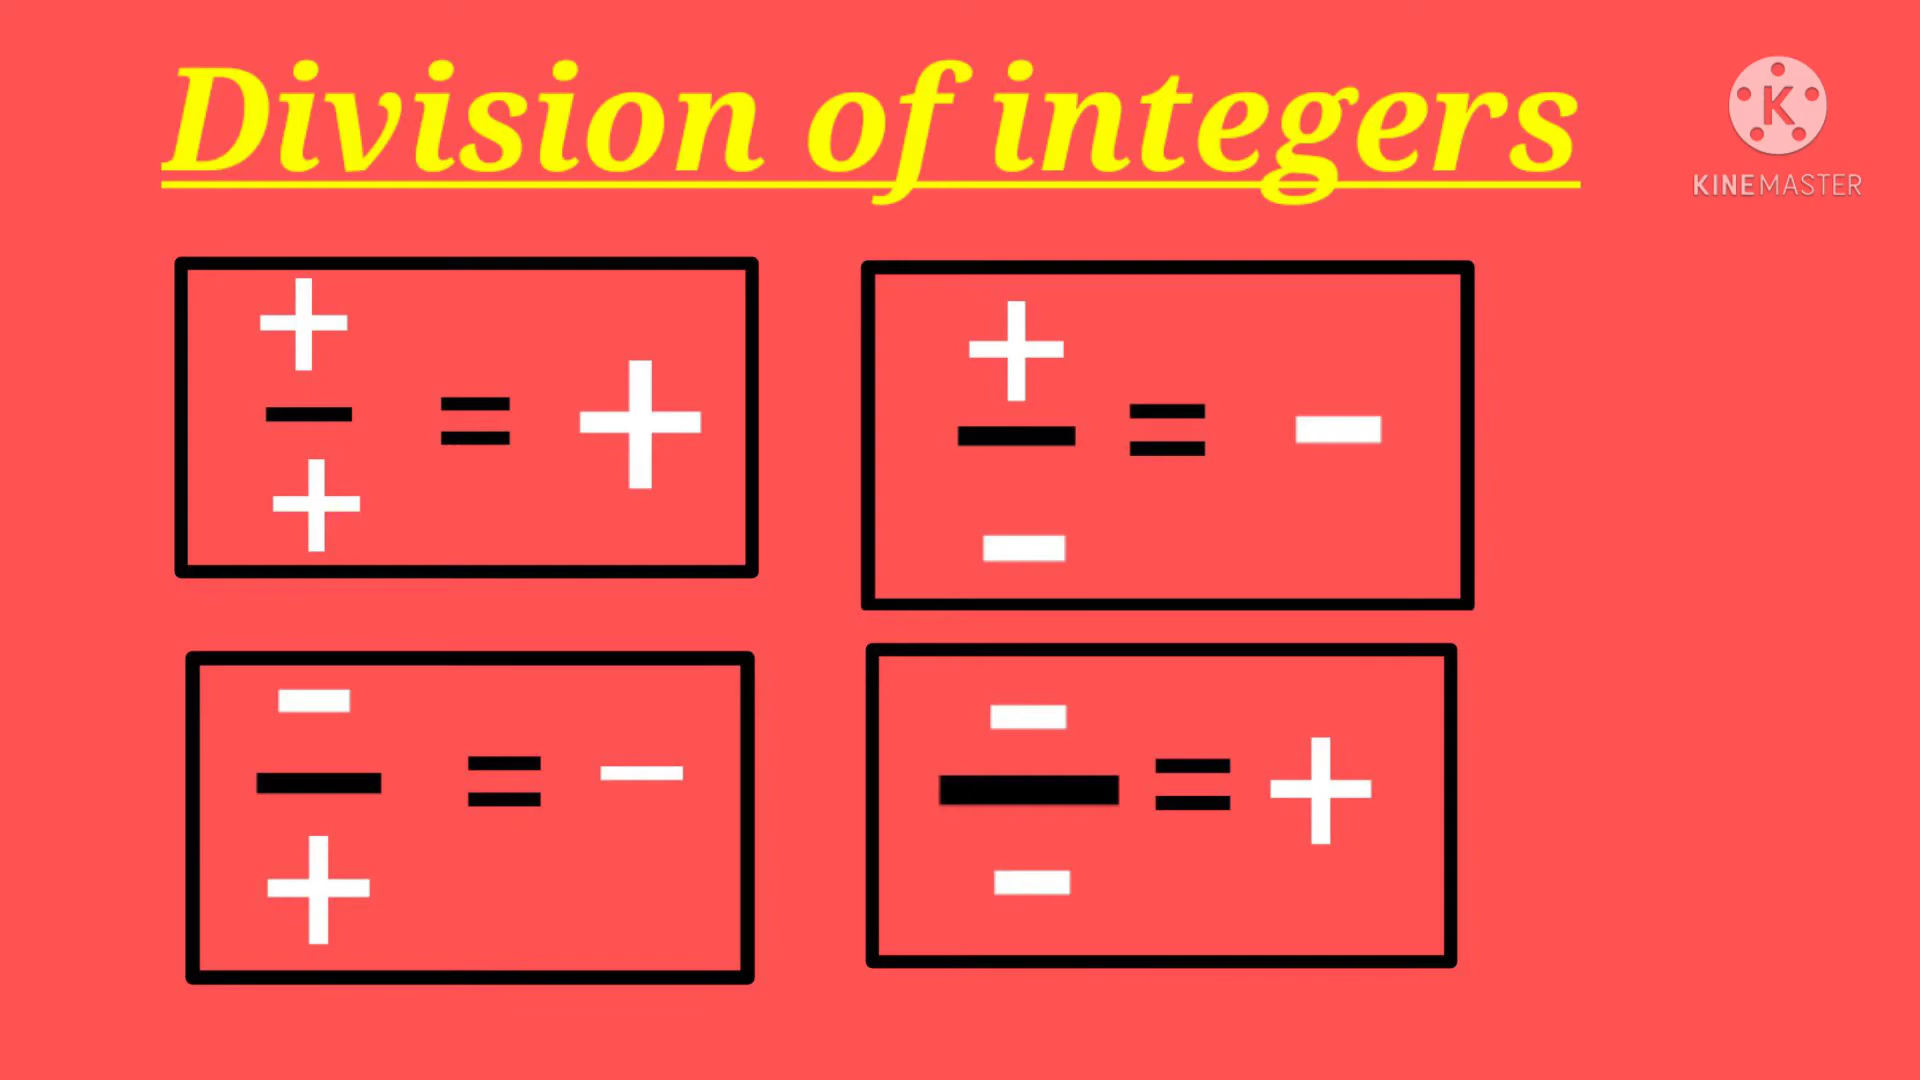 Division of integers
K
KINEMASTER
+
— = +
+
+
— = -
-
-
— = -
+
-
— = +
-